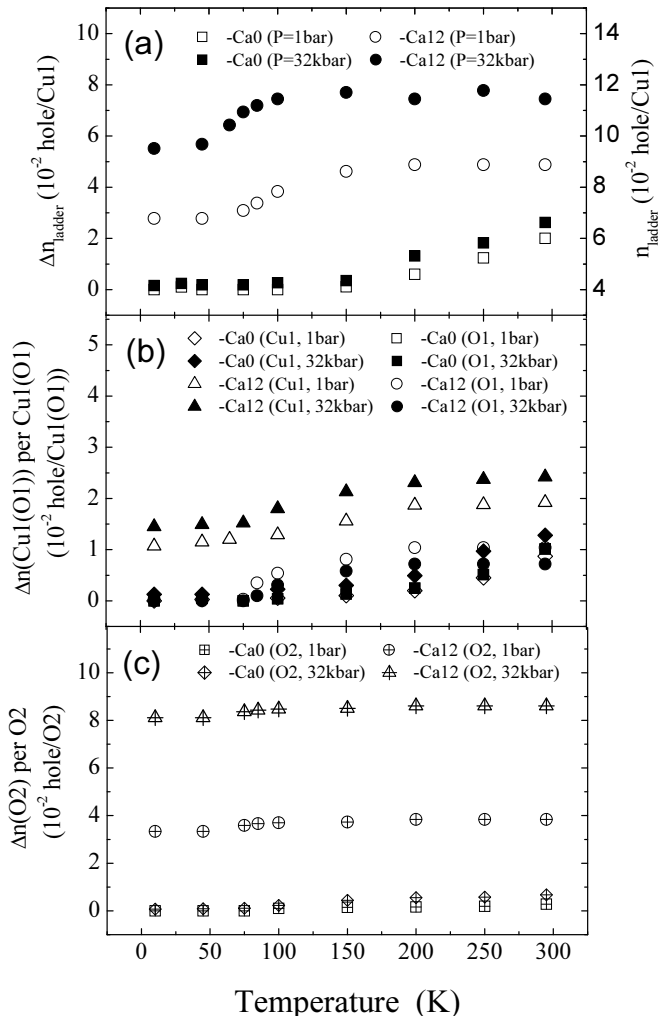 (a)
-Ca0 (P=1bar)
-Ca12 (P=1bar)
-Ca0 (P=32kbar)
-Ca12 (P=32kbar)
10
8
6
4
2
0
14
12
10
8
6
4
Δn_ladder (10^-2 hole/Cu1)
n_ladder (10^-2 hole/Cu1)
(b)
-Ca0 (Cu1, 1bar)
-Ca0 (O1, 1bar)
-Ca0 (Cu1, 32kbar)
-Ca0 (O1, 32kbar)
-Ca12 (Cu1, 1bar)
-Ca12 (O1, 1bar)
-Ca12 (Cu1, 32kbar)
-Ca12 (O1, 32kbar)
5
4
3
2
1
0
Δn(Cu1(O1)) per Cu1(O1)
(10^-2 hole/Cu1(O1))
(c)
-Ca0 (O2, 1bar)
-Ca12 (O2, 1bar)
-Ca0 (O2, 32kbar)
-Ca12 (O2, 32kbar)
10
8
6
4
2
0
Δn(O2) per O2
(10^-2 hole/O2)
0 50 100 150 200 250 300
Temperature (K)